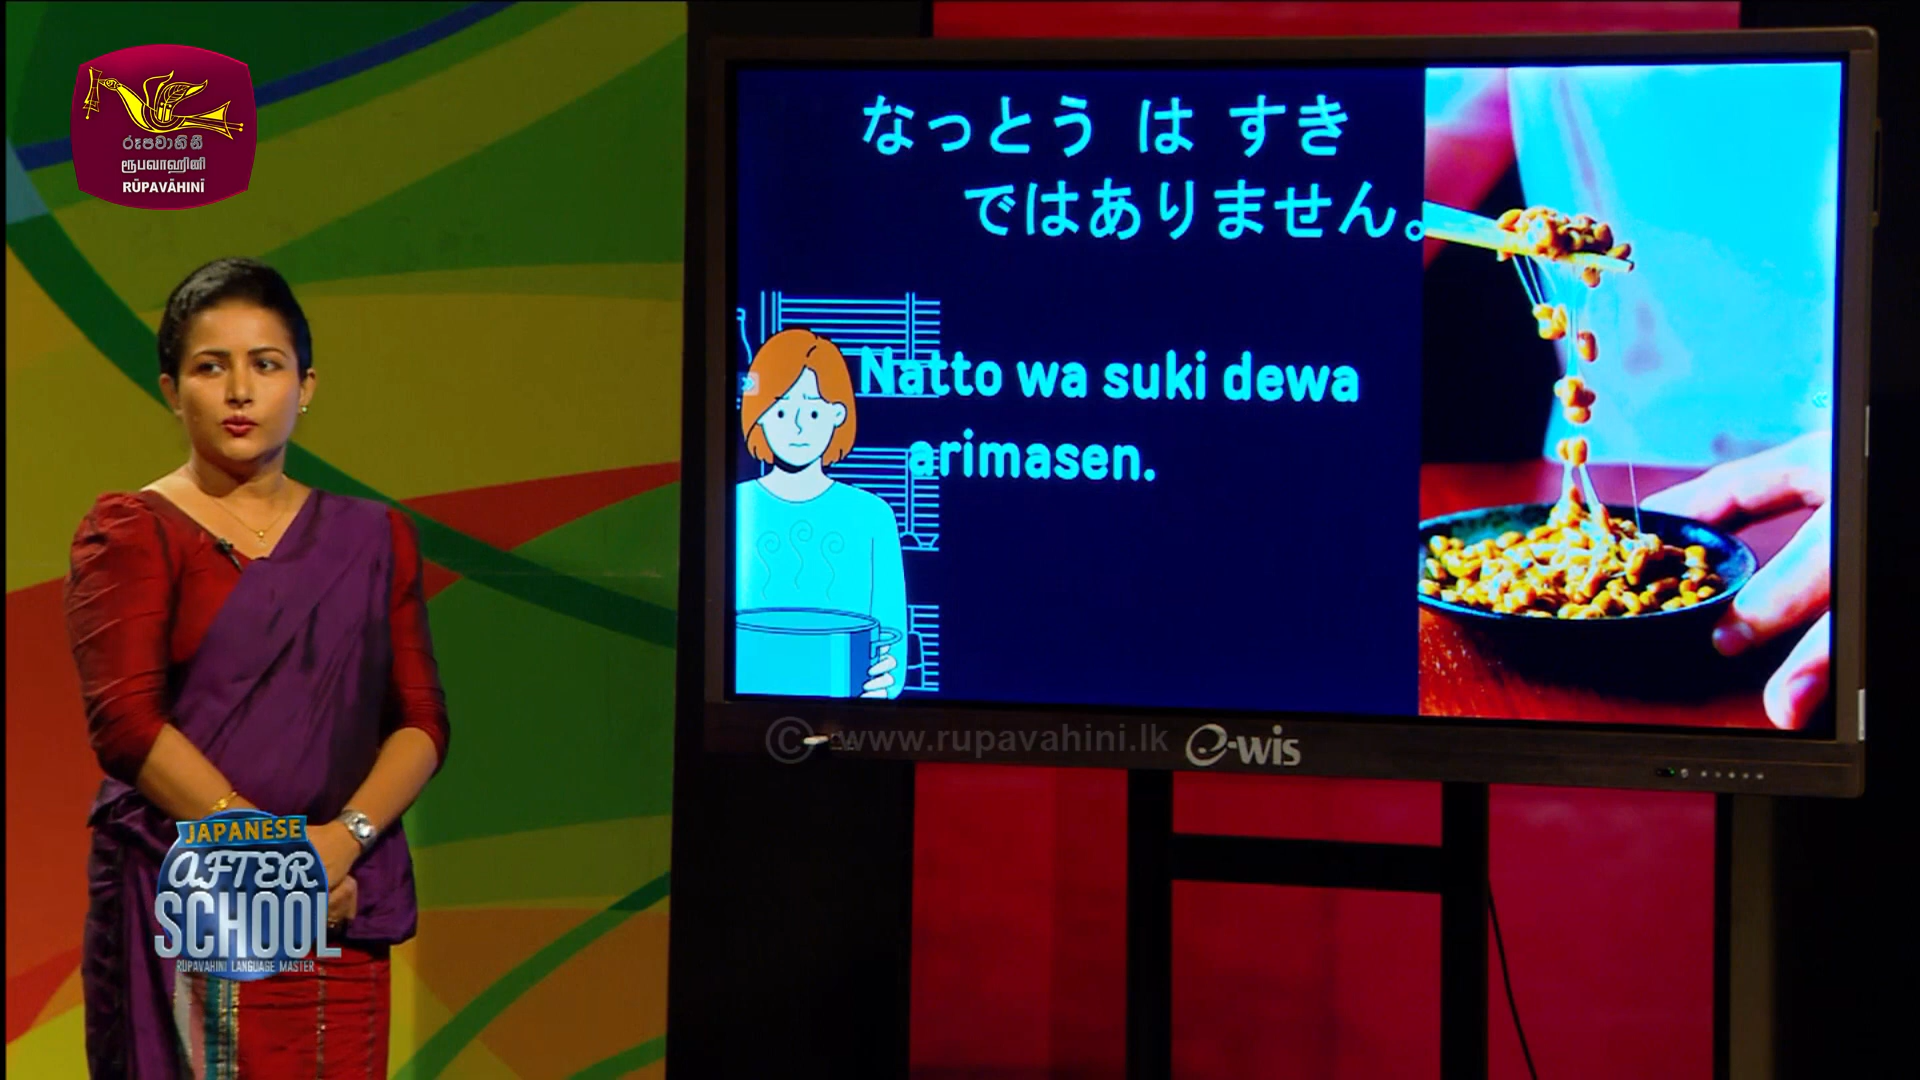 රූපවාහිනී
ரூபவாஹினி
RŪPAVĀHINĪ
なっとう は すき
ではありません。
Natto wa suki dewa
arimasen.
© www.rupavahini.lk
e-wis
JAPANESE
AFTER
SCHOOL
RUPAVAHINI LANGUAGE MASTER